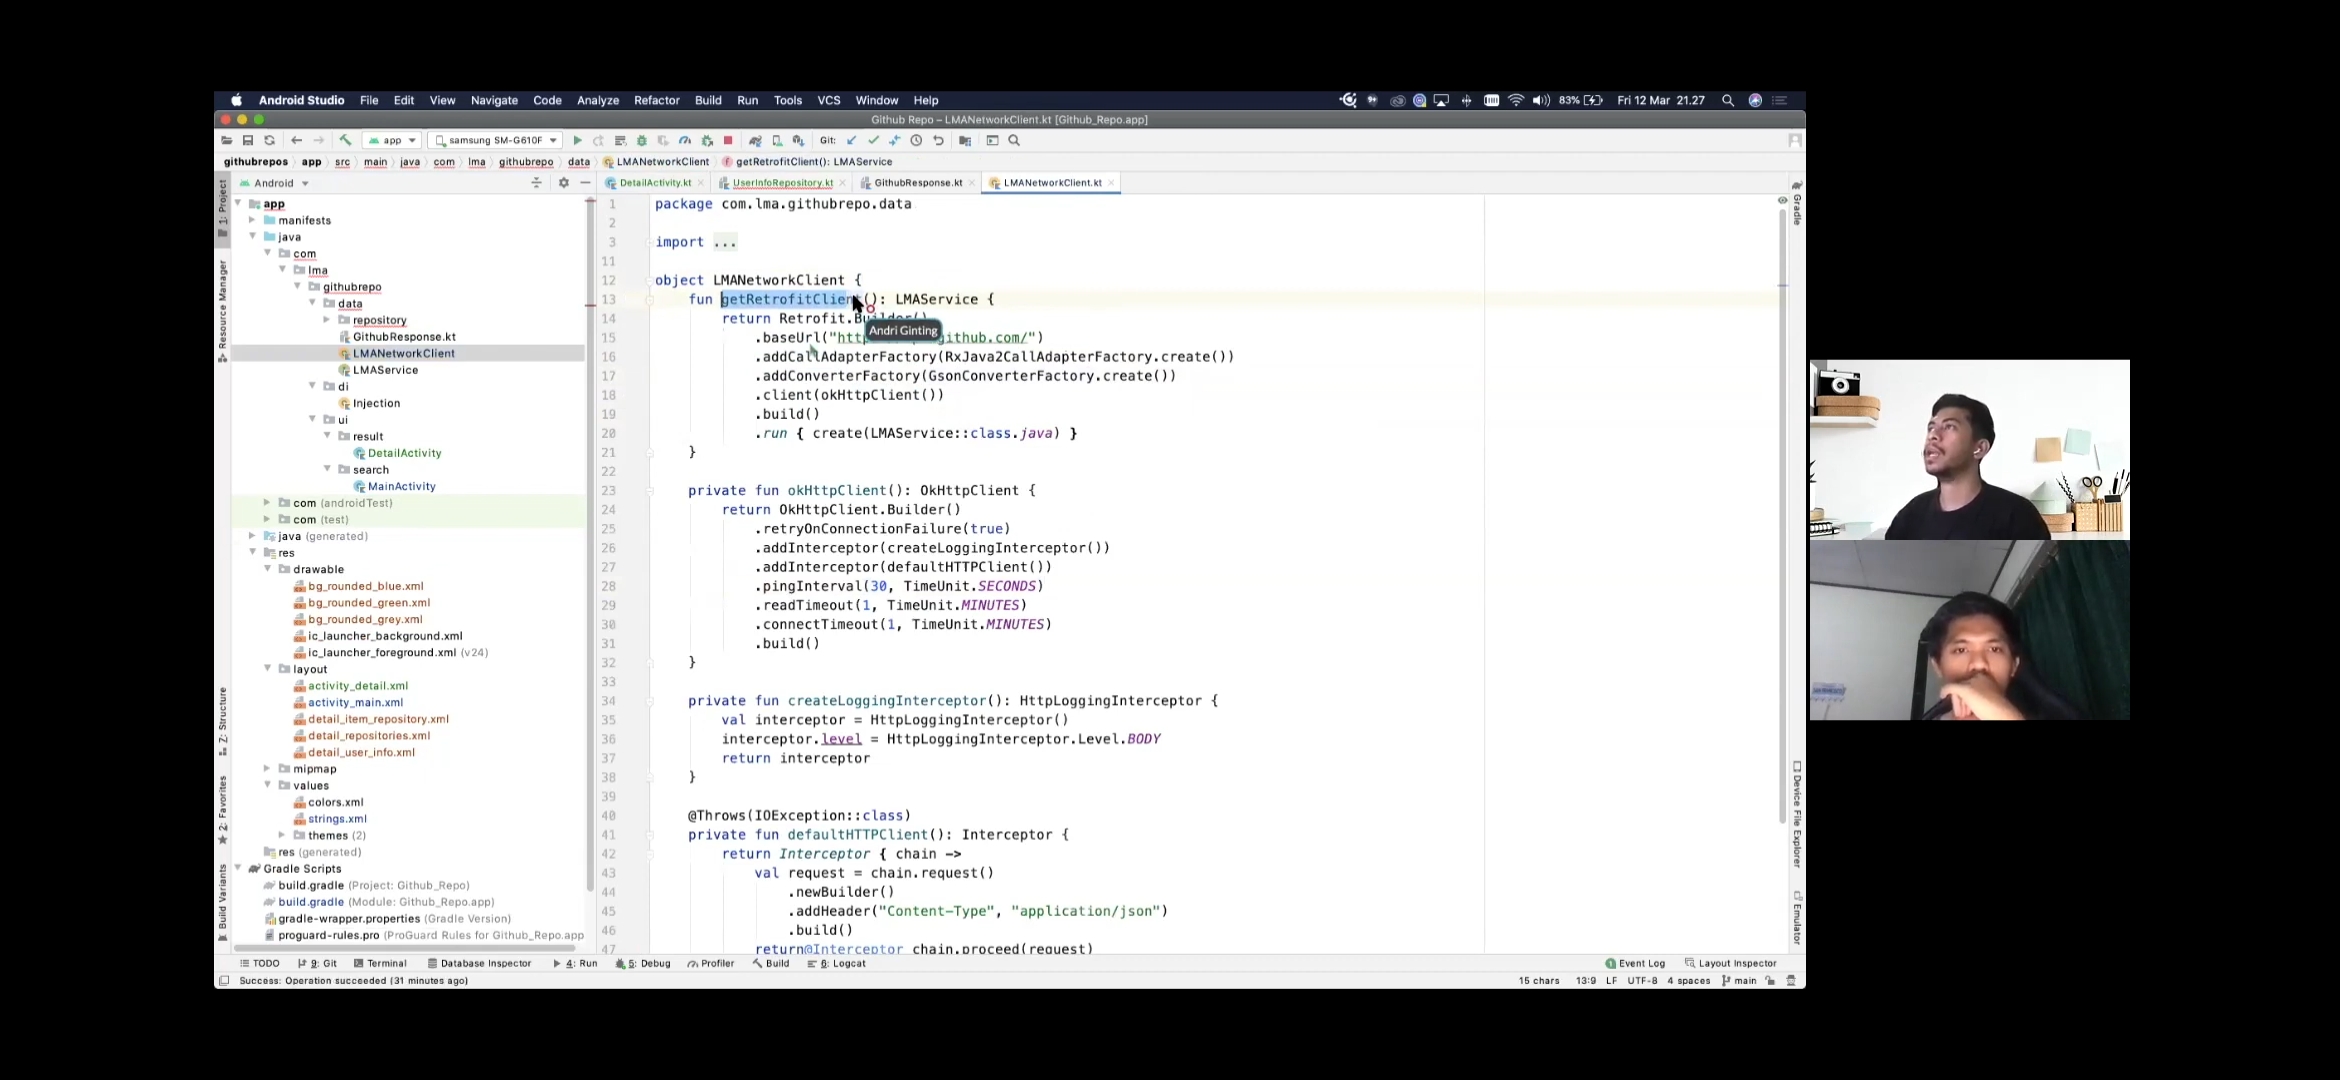 Android Studio File Edit View Navigate Code Analyze Refactor Build Run Tools VCS Window Help 83% Fri 12 Mar 21.27
Github Repo – LMANetworkClient.kt [Github_Repo.app]
app samsung SM-G610F Git:
githubrepos app src main java com lma githubrepo data LMANetworkClient getRetrofitClient(): LMAService
Android DetailActivity.kt UserInfoRepository.kt GithubResponse.kt LMANetworkClient.kt
1: Project
Resource Manager
Z: Structure
2: Favorites
Build Variants
app
manifests
java
com
lma
githubrepo
data
repository
GithubResponse.kt
LMANetworkClient
LMAService
di
Injection
ui
result
DetailActivity
search
MainActivity
com (androidTest)
com (test)
java (generated)
res
drawable
bg_rounded_blue.xml
bg_rounded_green.xml
bg_rounded_grey.xml
ic_launcher_background.xml
ic_launcher_foreground.xml (v24)
layout
activity_detail.xml
activity_main.xml
detail_item_repository.xml
detail_repositories.xml
detail_user_info.xml
mipmap
values
colors.xml
strings.xml
themes (2)
res (generated)
Gradle Scripts
build.gradle (Project: Github_Repo)
build.gradle (Module: Github_Repo.app)
gradle-wrapper.properties (Gradle Version)
proguard-rules.pro (ProGuard Rules for Github_Repo.app
1 package com.lma.githubrepo.data
2
3 import ...
11
12 object LMANetworkClient {
13 fun getRetrofitClient(): LMAService {
14 return Retrofit.Builder()
Andri Ginting
15 .baseUrl("http github.com/")
16 .addCallAdapterFactory(RxJava2CallAdapterFactory.create())
17 .addConverterFactory(GsonConverterFactory.create())
18 .client(okHttpClient())
19 .build()
20 .run { create(LMAService::class.java) }
21 }
22
23 private fun okHttpClient(): OkHttpClient {
24 return OkHttpClient.Builder()
25 .retryOnConnectionFailure(true)
26 .addInterceptor(createLoggingInterceptor())
27 .addInterceptor(defaultHTTPClient())
28 .pingInterval(30, TimeUnit.SECONDS)
29 .readTimeout(1, TimeUnit.MINUTES)
30 .connectTimeout(1, TimeUnit.MINUTES)
31 .build()
32 }
33
34 private fun createLoggingInterceptor(): HttpLoggingInterceptor {
35 val interceptor = HttpLoggingInterceptor()
36 interceptor.level = HttpLoggingInterceptor.Level.BODY
37 return interceptor
38 }
39
40 @Throws(IOException::class)
41 private fun defaultHTTPClient(): Interceptor {
42 return Interceptor { chain ->
43 val request = chain.request()
44 .newBuilder()
45 .addHeader("Content-Type", "application/json")
46 .build()
47 return@Interceptor chain.proceed(request)
Gradle
Device File Explorer
Emulator
TODO 9: Git Terminal Database Inspector 4: Run 5: Debug Profiler Build 6: Logcat Event Log Layout Inspector
Success: Operation succeeded (31 minutes ago) 15 chars 13:9 LF UTF-8 4 spaces main